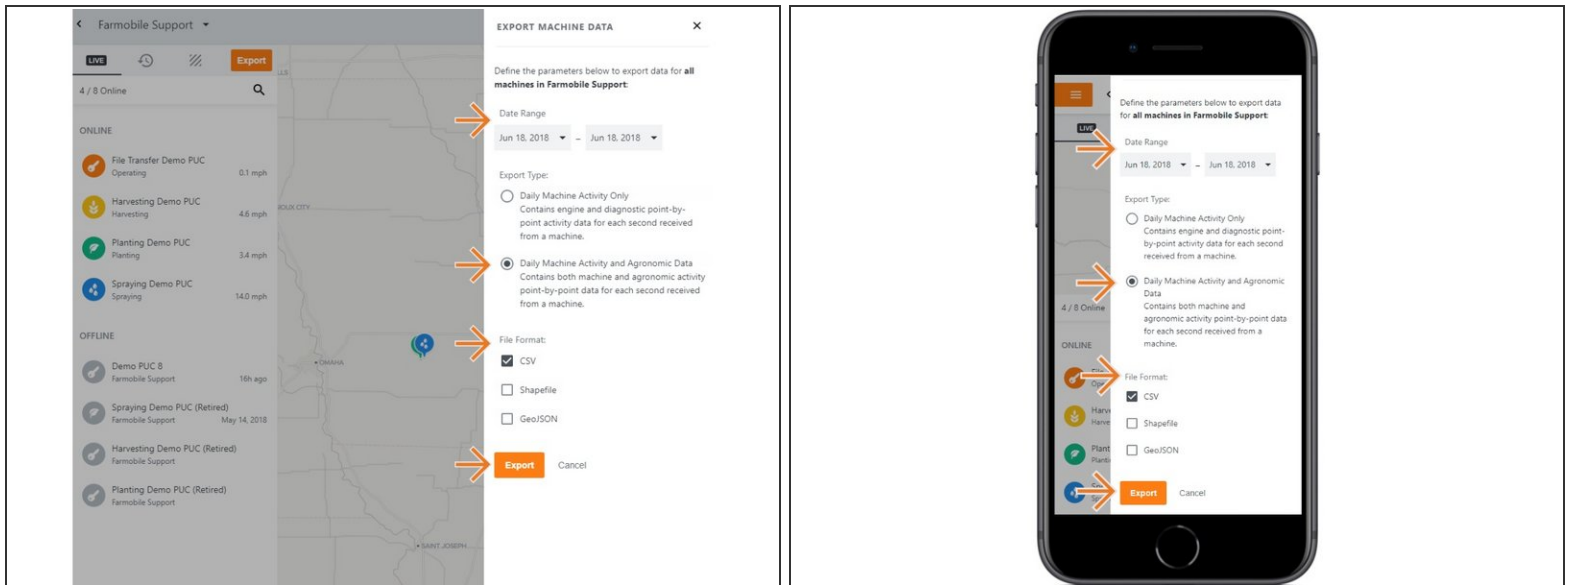 Farmobile Support
LIVE
Export
4 / 8 Online
ONLINE
File Transfer Demo PUC
Operating 0.1 mph
Harvesting Demo PUC
Harvesting 4.6 mph
Planting Demo PUC
Planting 3.4 mph
Spraying Demo PUC
Spraying 14.0 mph
OFFLINE
Demo PUC 8
Farmobile Support 16h ago
Spraying Demo PUC (Retired)
Farmobile Support May 14, 2018
Harvesting Demo PUC (Retired)
Farmobile Support
Planting Demo PUC (Retired)
Farmobile Support
SIOUX CITY
OMAHA
SAINT JOSEPH
EXPORT MACHINE DATA
Define the parameters below to export data for all
machines in Farmobile Support:
Date Range
Jun 18, 2018 – Jun 18, 2018
Export Type:
Daily Machine Activity Only
Contains engine and diagnostic point-by-
point activity data for each second received
from a machine.
Daily Machine Activity and Agronomic Data
Contains both machine and agronomic activity
point-by-point data for each second received
from a machine.
File Format:
CSV
Shapefile
GeoJSON
Export Cancel
LIVE
4 / 8 Online
ONLINE
Harve
Harve
Plant
Planti
Define the parameters below to export data
for all machines in Farmobile Support:
Date Range
Jun 18, 2018 – Jun 18, 2018
Export Type:
Daily Machine Activity Only
Contains engine and diagnostic point-
by-point activity data for each second
received from a machine.
Daily Machine Activity and Agronomic
Data
Contains both machine and
agronomic activity point-by-point data
for each second received from a
machine.
File Format:
CSV
Shapefile
GeoJSON
Export Cancel